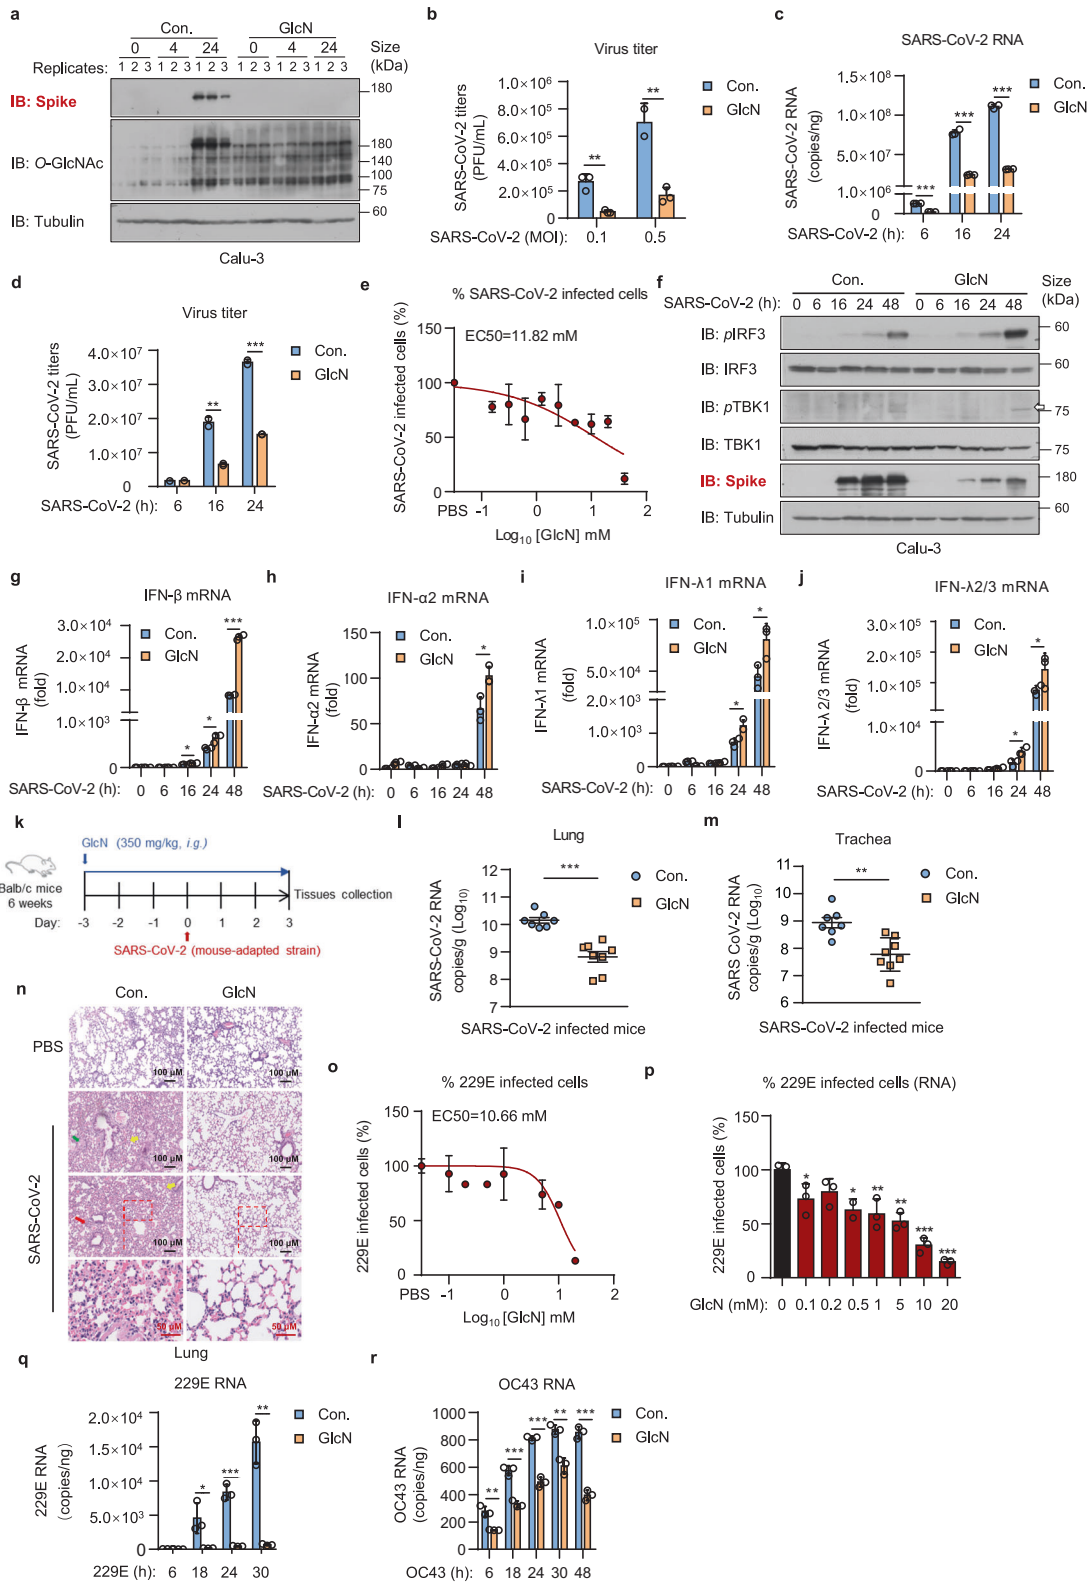 a
Con. GlcN
0 4 24 0 4 24 Size
Replicates: 1 2 3 1 2 3 1 2 3 1 2 3 1 2 3 1 2 3 (kDa)
IB: Spike 180
IB: O-GlcNAc 180
140
100
75
IB: Tubulin 60
Calu-3
b
Virus titer
SARS-CoV-2 titers
(PFU/mL)
1.0×10⁶
8.0×10⁵
6.0×10⁵
4.0×10⁵
2.0×10⁵
0
** **
Con.
GlcN
SARS-CoV-2 (MOI): 0.1 0.5
c
SARS-CoV-2 RNA
SARS-CoV-2 RNA
(copies/ng)
1.5×10⁸
1.0×10⁸
5.0×10⁷
1.0×10⁶
0
*** *** ***
Con.
GlcN
SARS-CoV-2 (h): 6 16 24
d
Virus titer
SARS-CoV-2 titers
(PFU/mL)
4.0×10⁷
3.0×10⁷
2.0×10⁷
1.0×10⁷
0
** ***
Con.
GlcN
SARS-CoV-2 (h): 6 16 24
e
% SARS-CoV-2 infected cells
SARS-CoV-2 infected cells (%)
150
100
50
0
EC50=11.82 mM
PBS -1 0 1 2
Log₁₀ [GlcN] mM
f
Con. GlcN Size
SARS-CoV-2 (h): 0 6 16 24 48 0 6 16 24 48 (kDa)
IB: pIRF3 60
IB: IRF3 60
IB: pTBK1 75
IB: TBK1 75
IB: Spike 180
IB: Tubulin 60
Calu-3
g
IFN-β mRNA
IFN-β mRNA
(fold)
3.0×10⁴
2.0×10⁴
1.0×10⁴
1.0×10³
0
* * ***
Con.
GlcN
SARS-CoV-2 (h): 0 6 16 24 48
h
IFN-α2 mRNA
IFN-α2 mRNA
(fold)
100
50
0
*
Con.
GlcN
SARS-CoV-2 (h): 0 6 16 24 48
i
IFN-λ1 mRNA
IFN-λ1 mRNA
(fold)
1.0×10⁵
5.0×10⁴
1.0×10³
0
* *
Con.
GlcN
SARS-CoV-2 (h): 0 6 16 24 48
j
IFN-λ2/3 mRNA
IFN-λ2/3 mRNA
(fold)
3.0×10⁵
2.0×10⁵
1.0×10⁵
1.0×10⁴
0
* *
Con.
GlcN
SARS-CoV-2 (h): 0 6 16 24 48
k
GlcN (350 mg/kg, i.g.)
Balb/c mice
6 weeks
Tissues collection
Day: -3 -2 -1 0 1 2 3
SARS-CoV-2 (mouse-adapted strain)
l
Lung
SARS-CoV-2 RNA
copies/g (Log₁₀)
12
11
10
9
8
7
***
Con.
GlcN
SARS-CoV-2 infected mice
m
Trachea
SARS CoV-2 RNA
copies/g (Log₁₀)
11
10
9
8
7
6
**
Con.
GlcN
SARS-CoV-2 infected mice
n
Con. GlcN
PBS
100 µM 100 µM
SARS-CoV-2
100 µM 100 µM
100 µM 100 µM
50 µM 50 µM
Lung
o
% 229E infected cells
229E infected cells (%)
150
100
50
0
EC50=10.66 mM
PBS -1 0 1 2
Log₁₀ [GlcN] mM
p
% 229E infected cells (RNA)
229E infected cells (%)
150
100
50
0
* * ** ** *** ***
GlcN (mM): 0 0.1 0.2 0.5 1 5 10 20
q
229E RNA
229E RNA
(copies/ng)
2.0×10⁴
1.5×10⁴
1.0×10⁴
5.0×10³
0
* *** **
Con.
GlcN
229E (h): 6 18 24 30
r
OC43 RNA
OC43 RNA
(copies/ng)
1000
800
600
400
200
0
** *** *** ** ***
Con.
GlcN
OC43 (h): 6 18 24 30 48